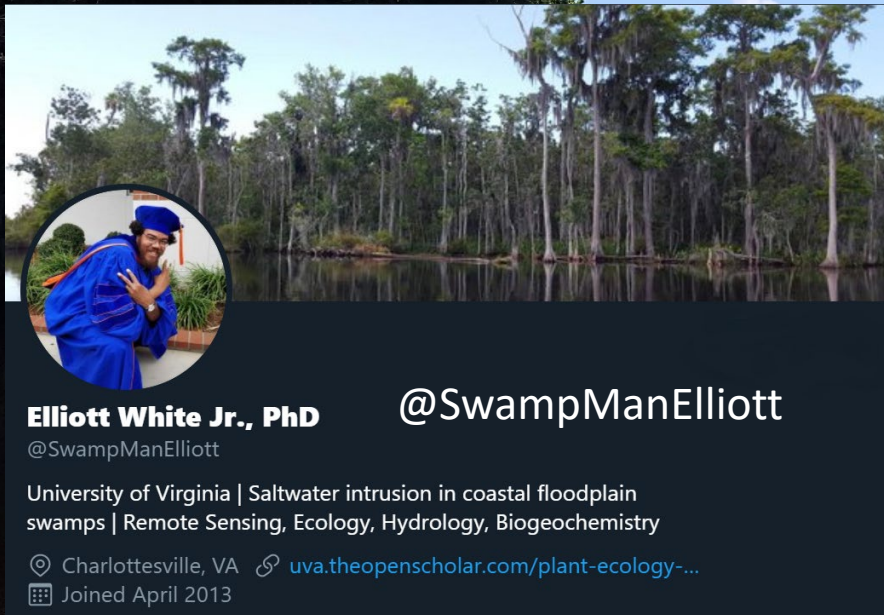 Elliott White Jr., PhD
@SwampManElliott
@SwampManElliott
University of Virginia | Saltwater intrusion in coastal floodplain
swamps | Remote Sensing, Ecology, Hydrology, Biogeochemistry
Charlottesville, VA uva.theopenscholar.com/plant-ecology-...
Joined April 2013